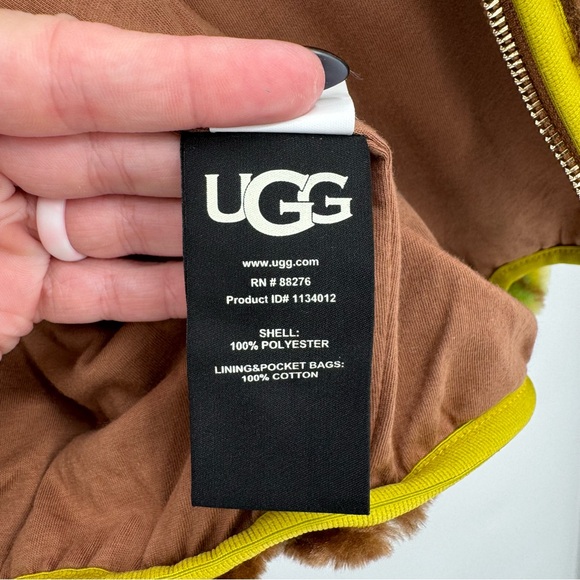 UGG
www.ugg.com
RN # 88276
Product ID# 1134012
SHELL:
100% POLYESTER
LINING&POCKET BAGS:
100% COTTON